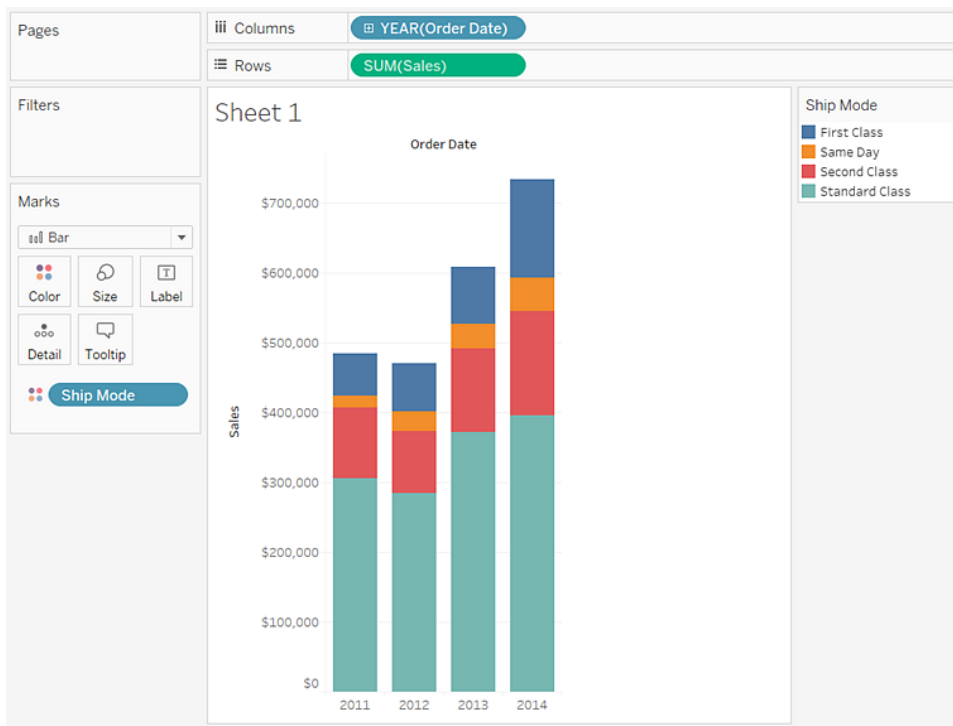 Pages
Columns
YEAR(Order Date)
Rows
SUM(Sales)
Filters
Marks
Bar
Color
Size
Label
Detail
Tooltip
Ship Mode
Sheet 1
Order Date
Sales
$700,000
$600,000
$500,000
$400,000
$300,000
$200,000
$100,000
$0
2011 2012 2013 2014
Ship Mode
First Class
Same Day
Second Class
Standard Class